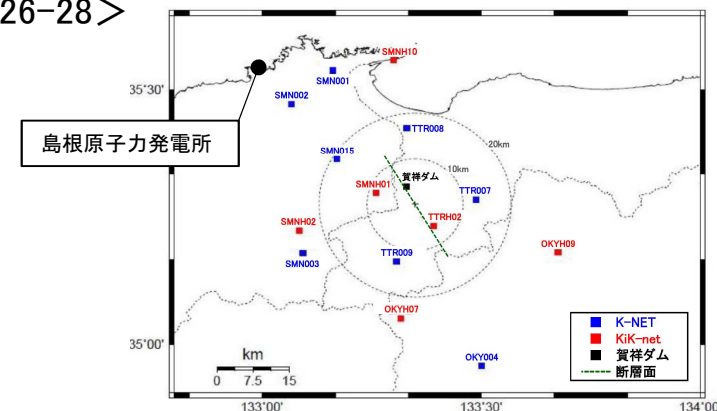 26-28＞
SMNH10
SMN001
35°30'
SMN002
島根原子力発電所
TTR008
20km
SMN015
10km
賀祥ダム
SMNH01
TTR007
TTRH02
SMNH02
SMN003
TTR009
OKYH09
OKYH07
K-NET
KiK-net
賀祥ダム
断層面
35°00'
km
0 7.5 15
OKY004
133°00'
133°30'
134°00'